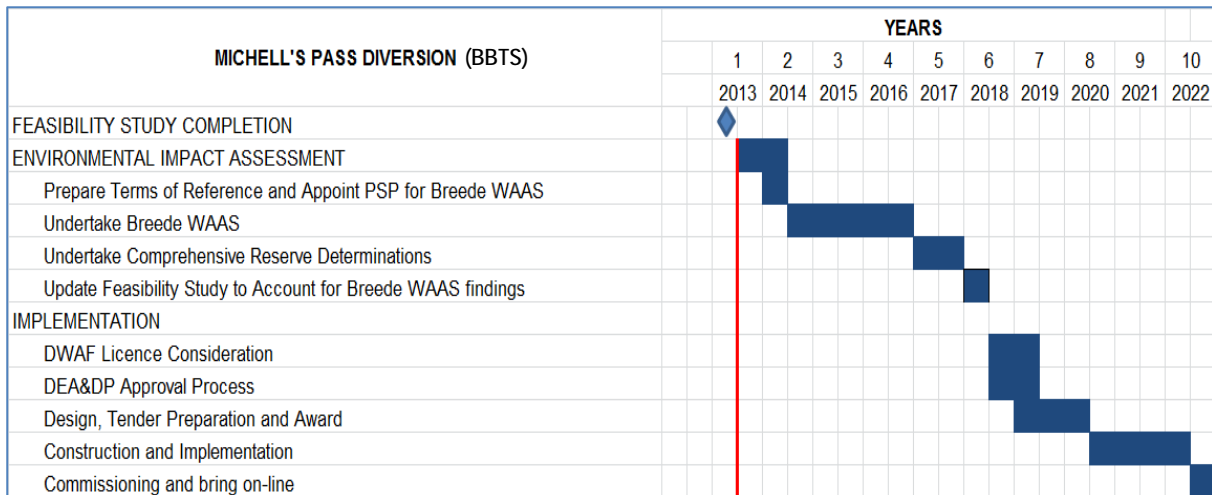 YEARS
MICHELL'S PASS DIVERSION (BBTS)
1 2 3 4 5 6 7 8 9 10
2013 2014 2015 2016 2017 2018 2019 2020 2021 2022
FEASIBILITY STUDY COMPLETION
ENVIRONMENTAL IMPACT ASSESSMENT
Prepare Terms of Reference and Appoint PSP for Breede WAAS
Undertake Breede WAAS
Undertake Comprehensive Reserve Determinations
Update Feasibility Study to Account for Breede WAAS findings
IMPLEMENTATION
DWAF Licence Consideration
DEA&DP Approval Process
Design, Tender Preparation and Award
Construction and Implementation
Commissioning and bring on-line